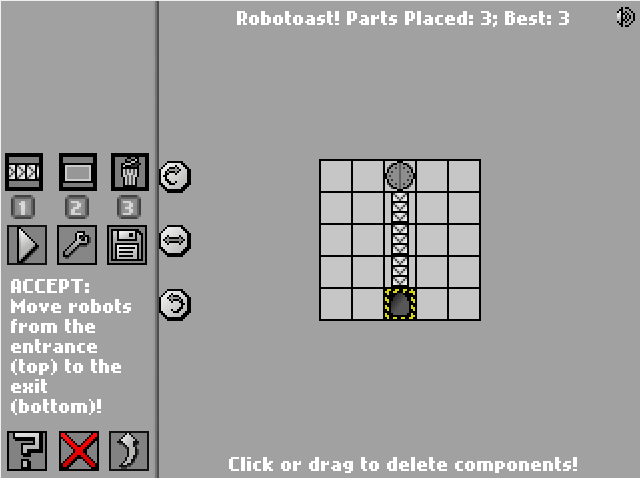 Robotoast! Parts Placed: 3; Best: 3
1 2 3
ACCEPT:
Move robots
from the
entrance
(top) to the
exit
(bottom)!
?
Click or drag to delete components!